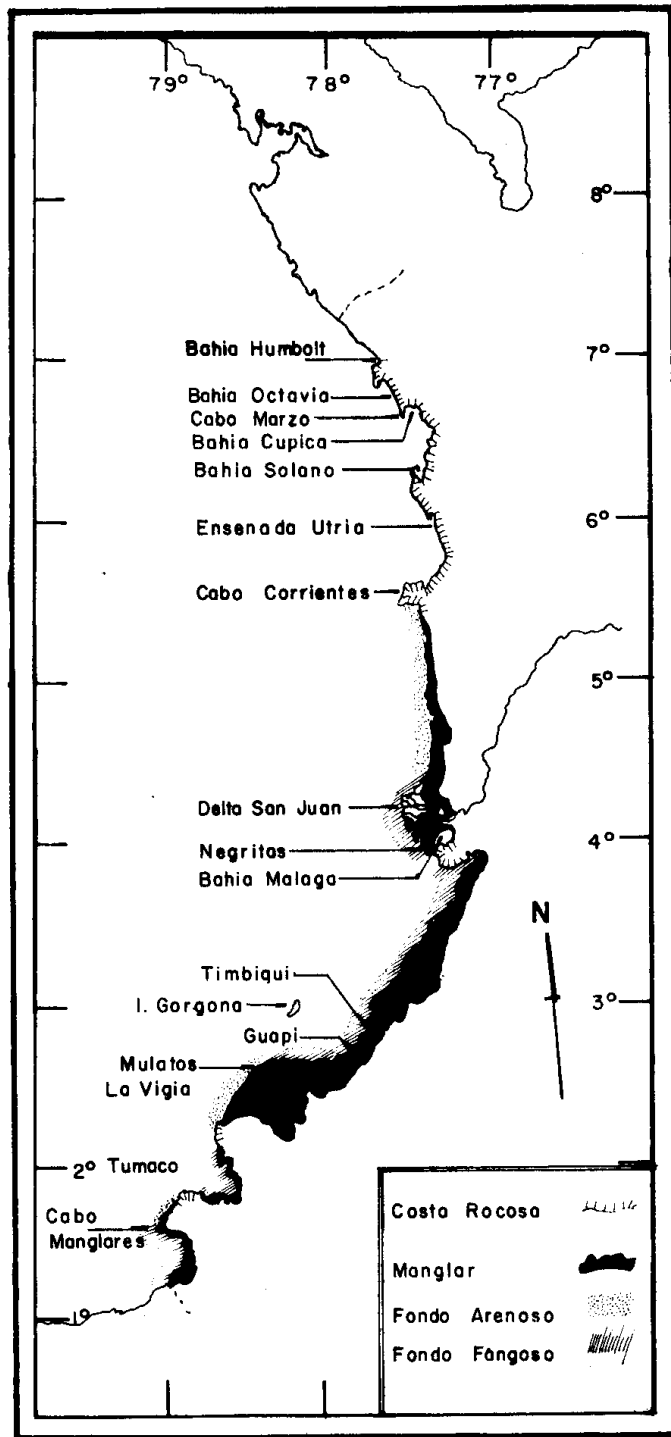 79° 78° 77°
8°
7°
Bahia Humbolt
Bahia Octavia
Cabo Marzo
Bahia Cupica
Bahia Solano
6°
Ensenada Utria
Cabo Corrientes
5°
Delta San Juan
4°
Negritas
Bahia Malaga
N
Timbiqui
I. Gorgona
3°
Guapi
Mulatos
La Vigia
2° Tumaco
Cabo
Manglares
1°
Costa Rocosa
Manglar
Fondo Arenoso
Fondo Fangoso